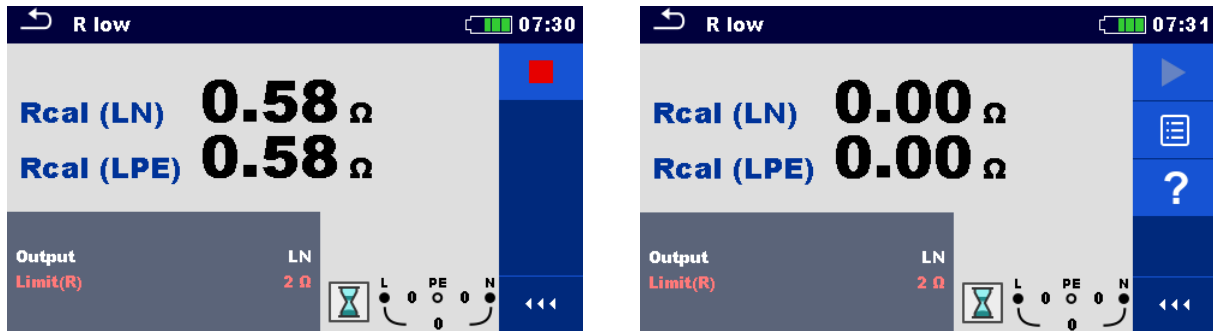 R low 07:30
Rcal (LN) 0.58 Ω
Rcal (LPE) 0.58 Ω
Output LN
Limit(R) 2 Ω
L PE N
0 0
0
R low 07:31
Rcal (LN) 0.00 Ω
Rcal (LPE) 0.00 Ω
?
Output LN
Limit(R) 2 Ω
L PE N
0 0
0